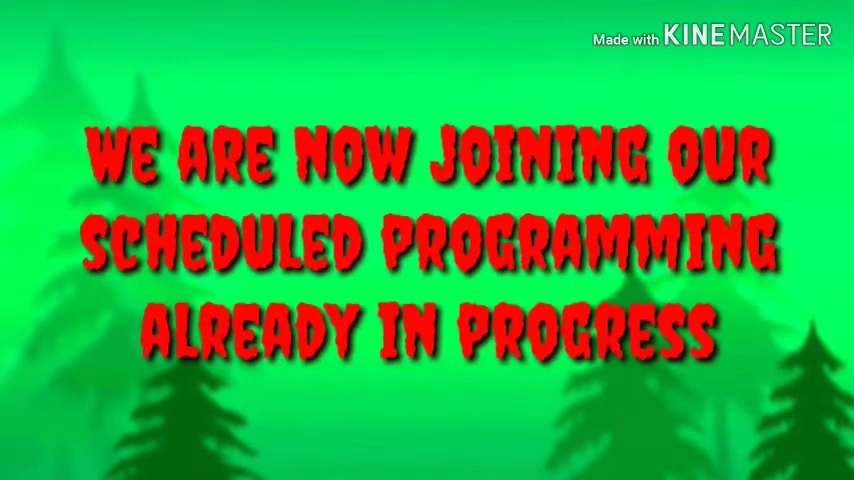 Made with KINEMASTER
WE ARE NOW JOINING OUR
SCHEDULED PROGRAMMING
ALREADY IN PROGRESS